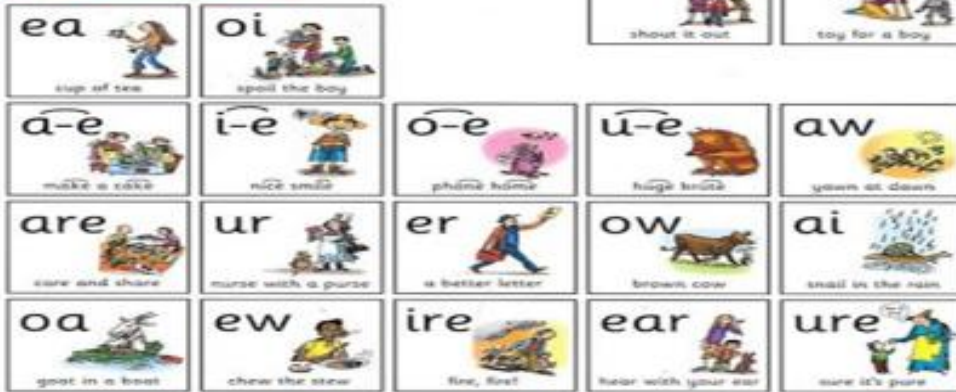 shout it out toy for a boy
ea oi
cup of tea spoil the boy
a-e i-e o-e u-e aw
make a cake nice smile phone home huge brute yawn at dawn
are ur er ow ai
care and share nurse with a purse a better letter brown cow snail in the rain
oa ew ire ear ure
goat in a boat chew the stew fire, fire! hear with your ear sure it's pure